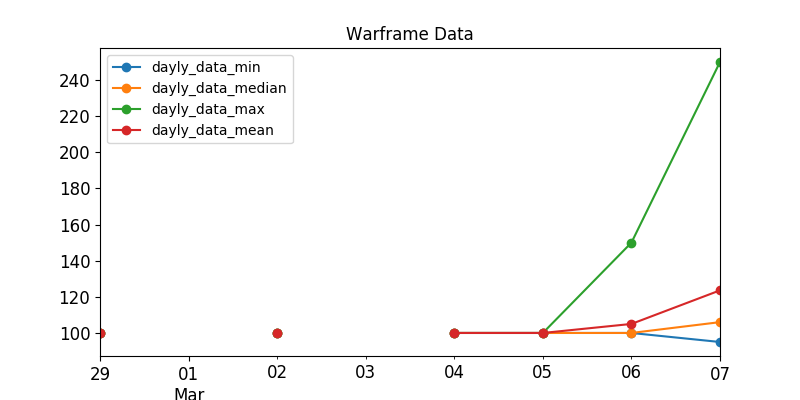 Warframe Data
dayly_data_min
dayly_data_median
dayly_data_max
dayly_data_mean
240
220
200
180
160
140
120
100
29 01 02 03 04 05 06 07
Mar